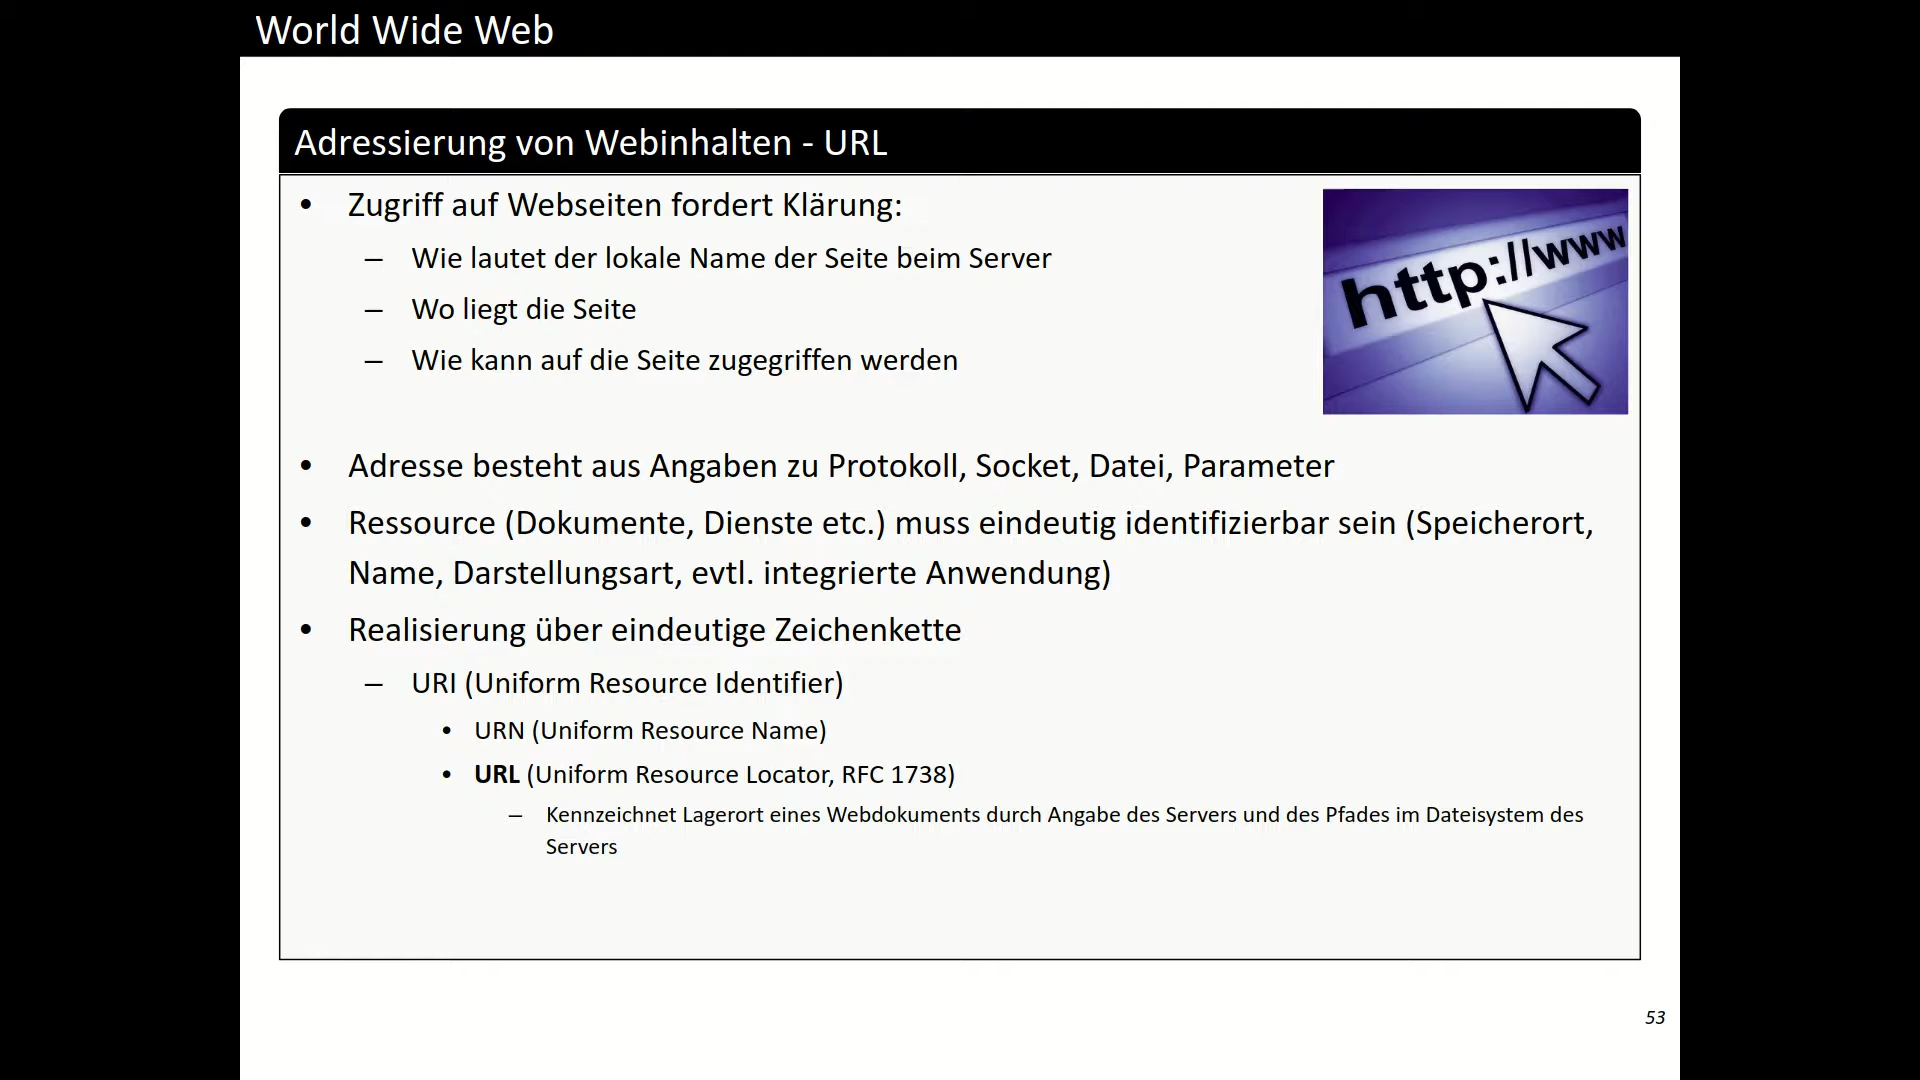 World Wide Web
Adressierung von Webinhalten - URL
• Zugriff auf Webseiten fordert Klärung:
– Wie lautet der lokale Name der Seite beim Server
– Wo liegt die Seite
– Wie kann auf die Seite zugegriffen werden
http://www
• Adresse besteht aus Angaben zu Protokoll, Socket, Datei, Parameter
• Ressource (Dokumente, Dienste etc.) muss eindeutig identifizierbar sein (Speicherort,
Name, Darstellungsart, evtl. integrierte Anwendung)
• Realisierung über eindeutige Zeichenkette
– URI (Uniform Resource Identifier)
• URN (Uniform Resource Name)
• URL (Uniform Resource Locator, RFC 1738)
– Kennzeichnet Lagerort eines Webdokuments durch Angabe des Servers und des Pfades im Dateisystem des
Servers
53